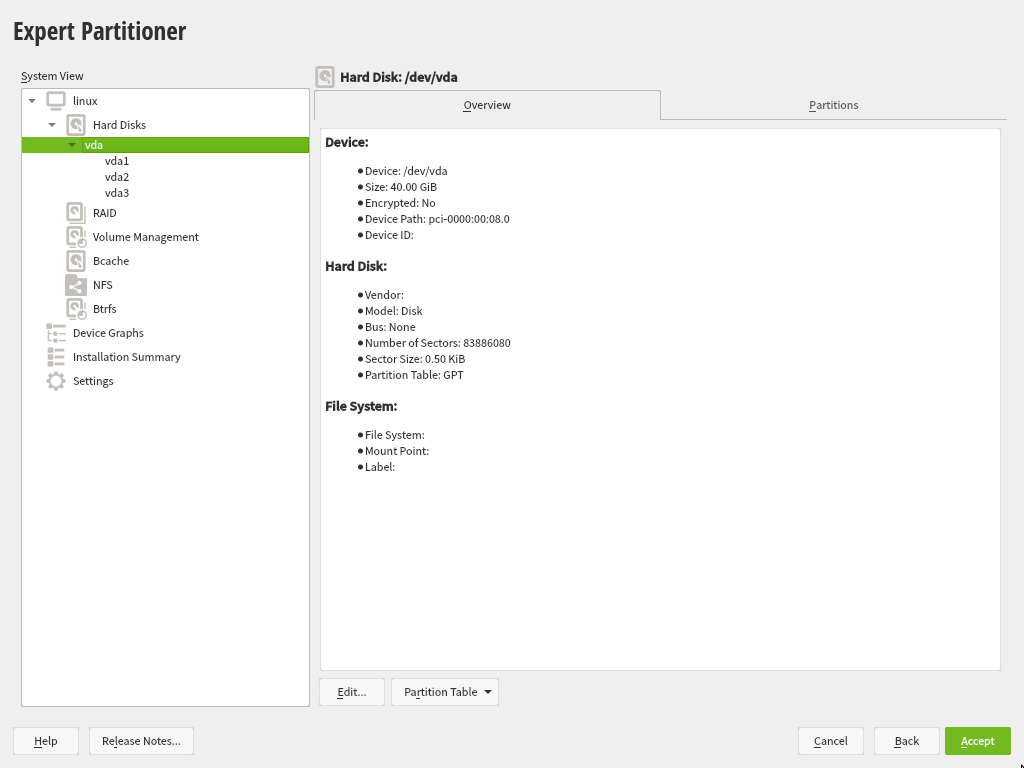 Expert Partitioner
System View
linux
Hard Disks
vda
vda1
vda2
vda3
RAID
Volume Management
Bcache
NFS
Btrfs
Device Graphs
Installation Summary
Settings
Hard Disk: /dev/vda
Overview
Partitions
Device:
●Device: /dev/vda
●Size: 40.00 GiB
●Encrypted: No
●Device Path: pci-0000:00:08.0
●Device ID:
Hard Disk:
●Vendor:
●Model: Disk
●Bus: None
●Number of Sectors: 83886080
●Sector Size: 0.50 KiB
●Partition Table: GPT
File System:
●File System:
●Mount Point:
●Label:
Edit...
Partition Table
Help
Release Notes...
Cancel
Back
Accept